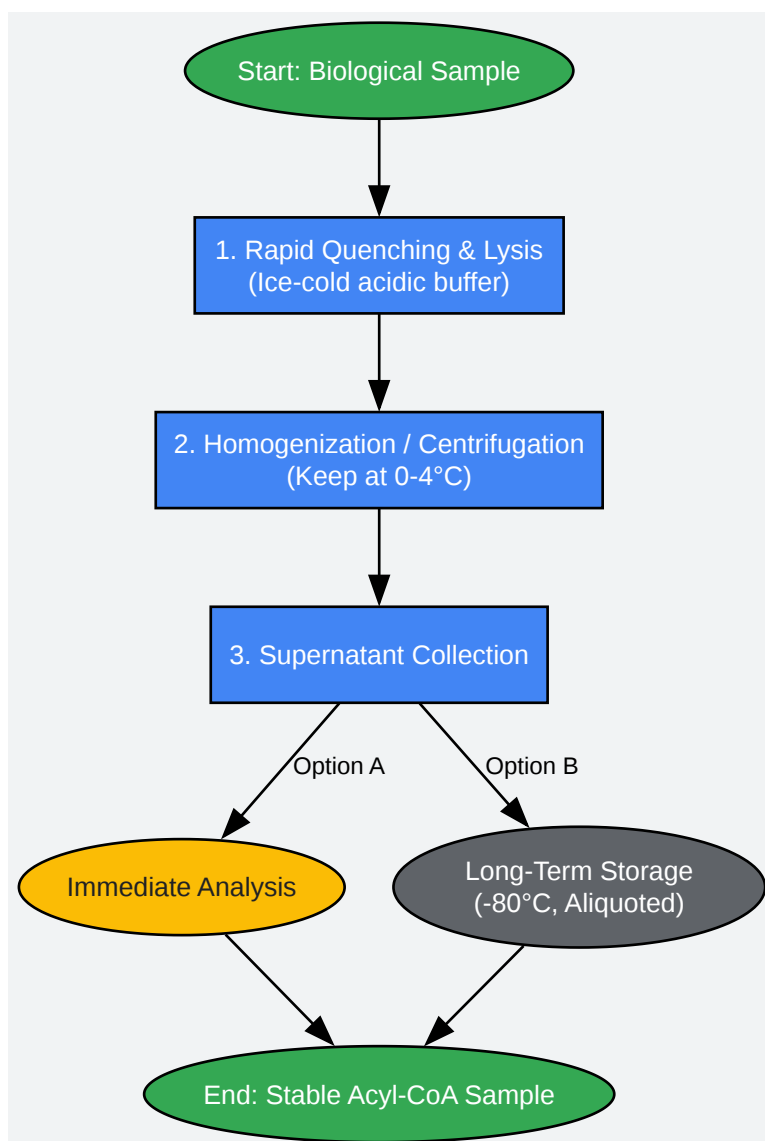 Start: Biological Sample
1. Rapid Quenching & Lysis
(Ice-cold acidic buffer)
2. Homogenization / Centrifugation
(Keep at 0-4°C)
3. Supernatant Collection
Option A
Option B
Immediate Analysis
Long-Term Storage
(-80°C, Aliquoted)
End: Stable Acyl-CoA Sample